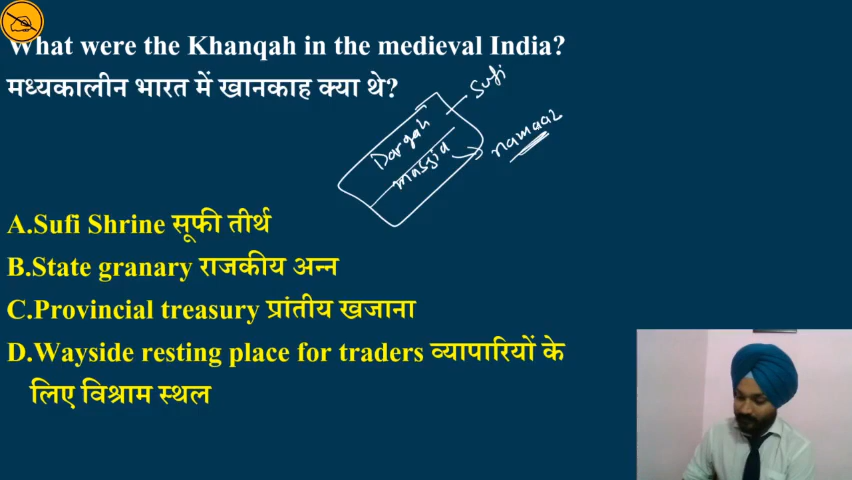 What were the Khanqah in the medieval India?
मध्यकालीन भारत में खानकाह क्या थे?
Sufi
Dargah
masjid
namaaz
A.Sufi Shrine सूफी तीर्थ
B.State granary राजकीय अन्न
C.Provincial treasury प्रांतीय खजाना
D.Wayside resting place for traders व्यापारियों के
लिए विश्राम स्थल